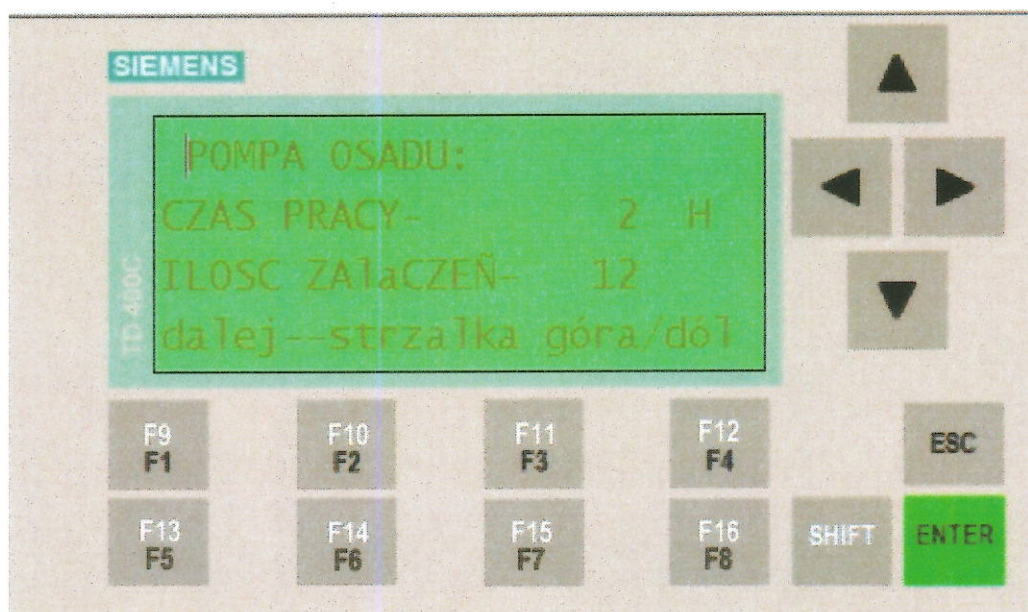 SIEMENS
POMPA OSADU:
CZAS PRACY- 2 H
ILOSC ZAlaCZEÑ- 12
dalej--strzalka góra/dól
TD 400C
F9 F10 F11 F12
F1 F2 F3 F4 ESC
F13 F14 F15 F16 SHIFT ENTER
F5 F6 F7 F8